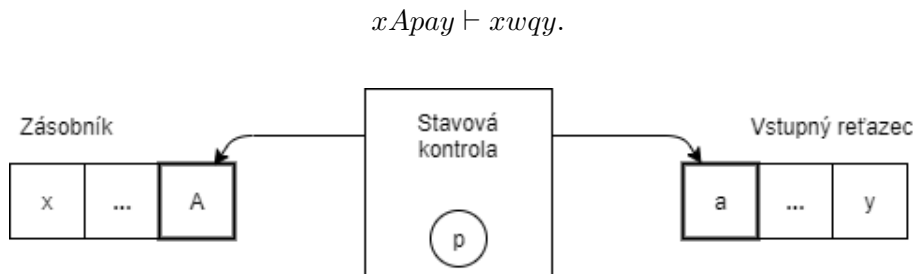 xApay ⊢ xwqy.
Zásobník
Stavová
kontrola
Vstupný reťazec
x ... A
a ... y
p